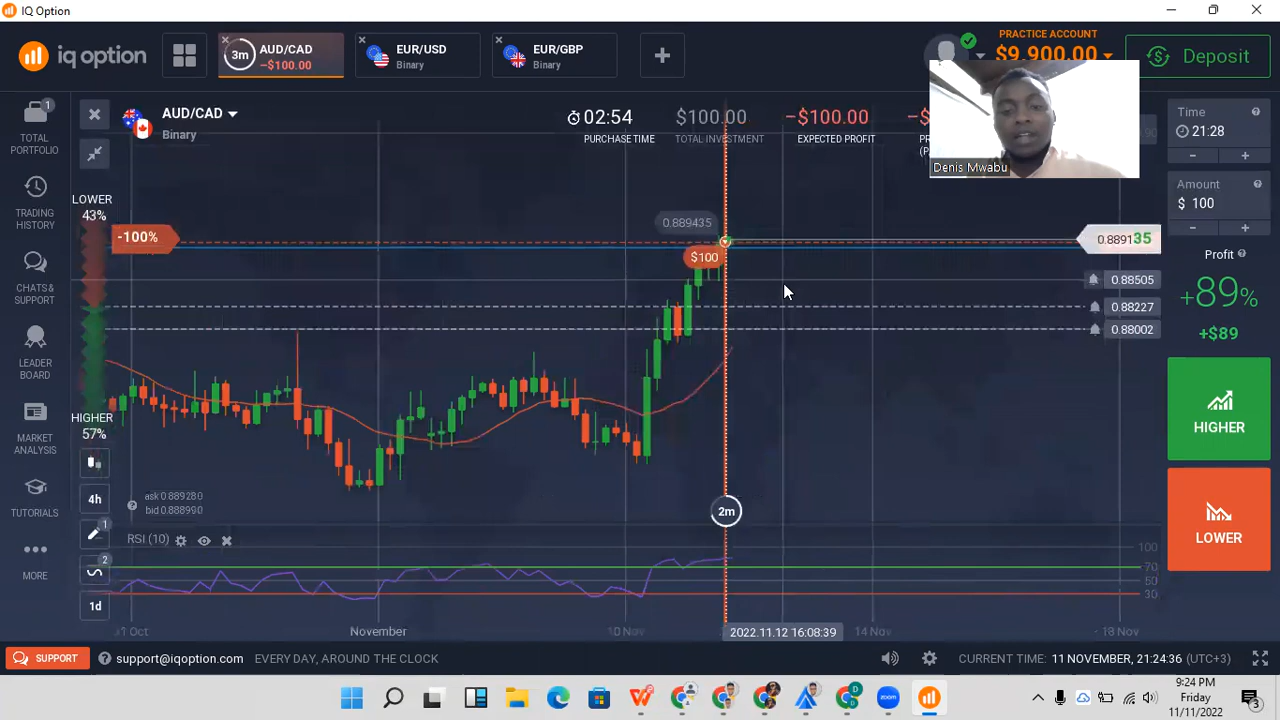 IQ Option
iq option
3m
AUD/CAD
−$100.00
EUR/USD
Binary
EUR/GBP
Binary
PRACTICE ACCOUNT
$9,900.00
Deposit
1
TOTAL
PORTFOLIO
TRADING
HISTORY
CHATS &
SUPPORT
LEADER
BOARD
MARKET
ANALYSIS
TUTORIALS
MORE
AUD/CAD
Binary
02:54
PURCHASE TIME
$100.00
TOTAL INVESTMENT
−$100.00
EXPECTED PROFIT
Denis Mwabu
LOWER
43%
-100%
0.889435
$100
0.889135
0.88505
0.88227
0.88002
HIGHER
57%
4h
1
2
1d
ask 0.889280
bid 0.888990
RSI (10)
2m
100
70
50
30
November
10 Nov
2022.11.12 16:08:39
14 Nov
18 Nov
Time
21:28
− +
Amount
$ 100
− +
Profit
+89%
+$89
HIGHER
LOWER
SUPPORT
support@iqoption.com
EVERY DAY, AROUND THE CLOCK
CURRENT TIME: 11 NOVEMBER, 21:24:36 (UTC+3)
zoom
9:24 PM
Friday
11/11/2022
3